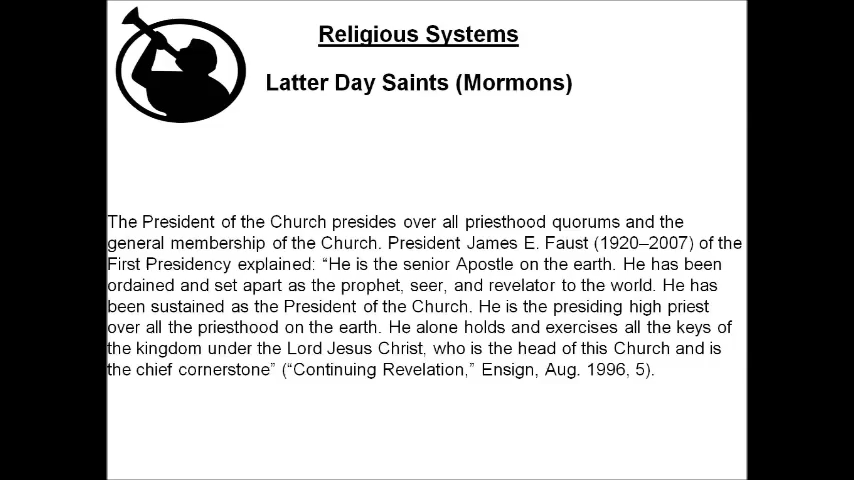 Religious Systems
Latter Day Saints (Mormons)
The President of the Church presides over all priesthood quorums and the
general membership of the Church. President James E. Faust (1920–2007) of the
First Presidency explained: “He is the senior Apostle on the earth. He has been
ordained and set apart as the prophet, seer, and revelator to the world. He has
been sustained as the President of the Church. He is the presiding high priest
over all the priesthood on the earth. He alone holds and exercises all the keys of
the kingdom under the Lord Jesus Christ, who is the head of this Church and is
the chief cornerstone” (“Continuing Revelation,” Ensign, Aug. 1996, 5).